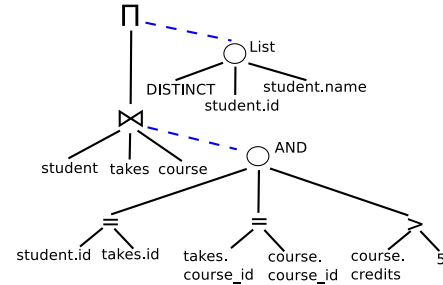 Π
List
DISTINCT
student.id
student.name
⋈
student takes course
AND
= = >
student.id takes.id
takes. course_id
course. course_id
course. credits
5